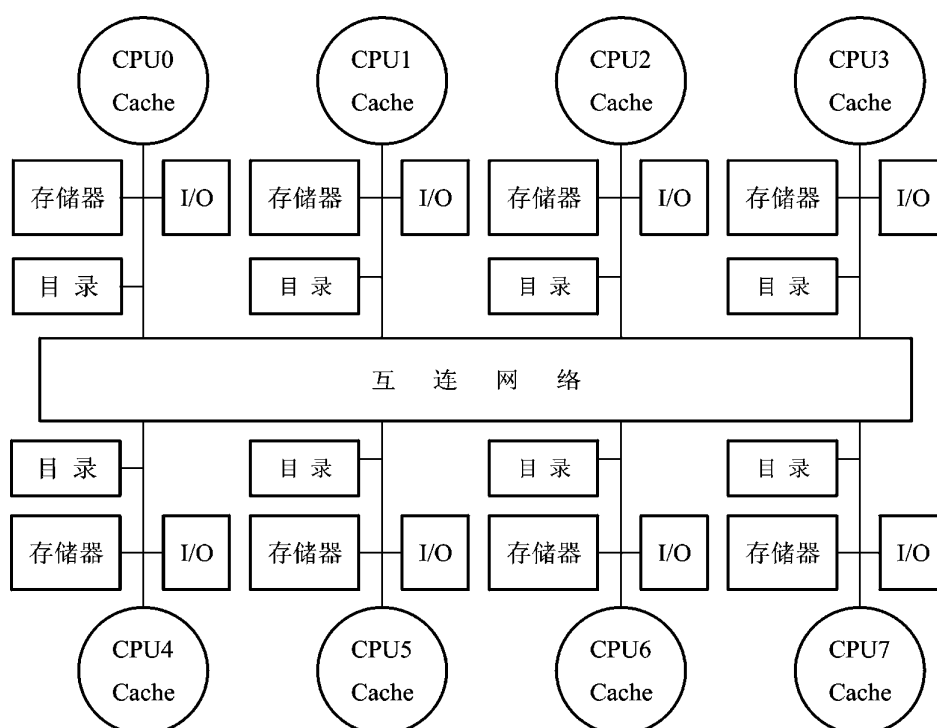 CPU0 CPU1 CPU2 CPU3
Cache Cache Cache Cache
存储器 I/O 存储器 I/O 存储器 I/O 存储器 I/O
目 录 目 录 目 录 目 录
互 连 网 络
目 录 目 录 目 录 目 录
存储器 I/O 存储器 I/O 存储器 I/O 存储器 I/O
CPU4 CPU5 CPU6 CPU7
Cache Cache Cache Cache